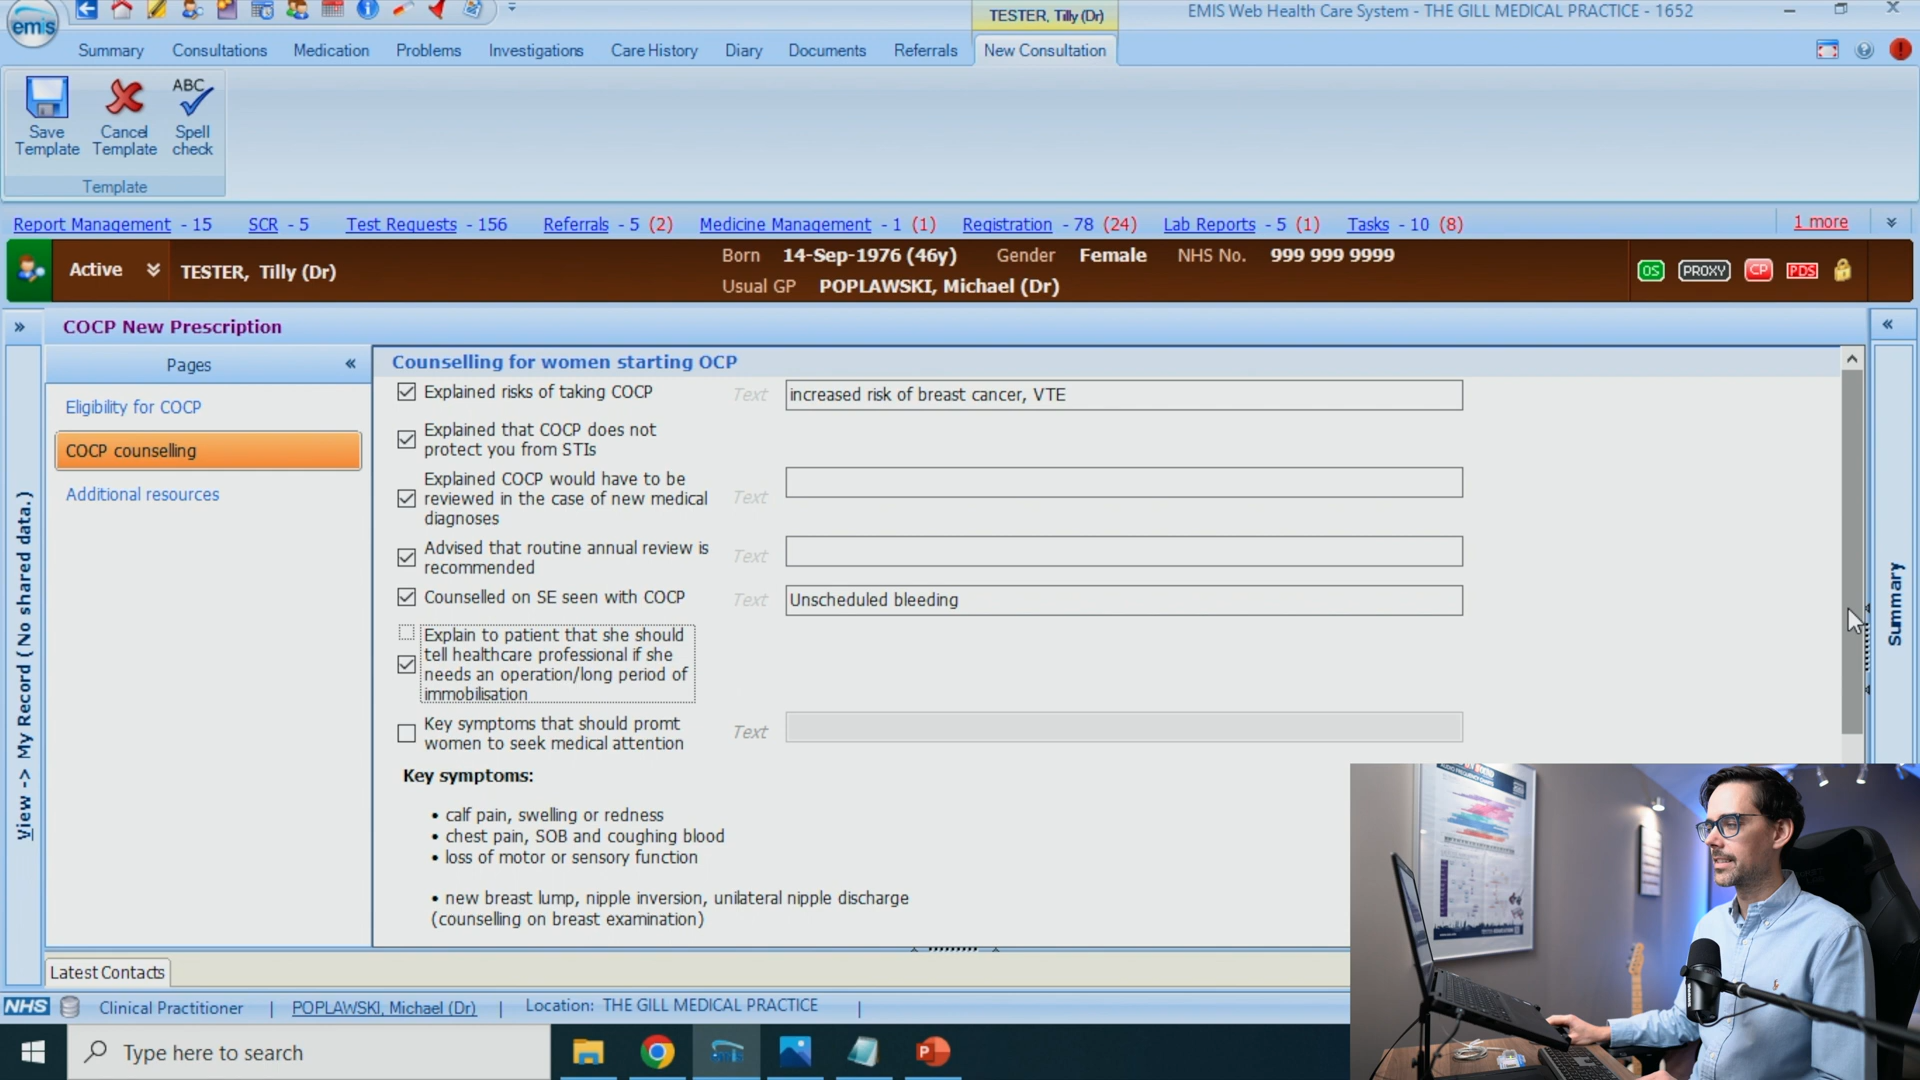 emis
TESTER, Tilly (Dr)
EMIS Web Health Care System - THE GILL MEDICAL PRACTICE - 1652
Summary
Consultations
Medication
Problems
Investigations
Care History
Diary
Documents
Referrals
New Consultation
Save
Template
Cancel
Template
ABC
Spell
check
Template
Report Management - 15
SCR - 5
Test Requests - 156
Referrals - 5 (2)
Medicine Management - 1 (1)
Registration - 78 (24)
Lab Reports - 5 (1)
Tasks - 10 (8)
1 more
Active
TESTER, Tilly (Dr)
Born 14-Sep-1976 (46y) Gender Female NHS No. 999 999 9999
Usual GP POPLAWSKI, Michael (Dr)
OS
PROXY
CP
PDS
COCP New Prescription
Pages
Eligibility for COCP
COCP counselling
Additional resources
View -> My Record ( No shared data.)
Counselling for women starting OCP
Explained risks of taking COCP
Text
increased risk of breast cancer, VTE
Explained that COCP does not
protect you from STIs
Explained COCP would have to be
reviewed in the case of new medical
diagnoses
Text
Advised that routine annual review is
recommended
Text
Counselled on SE seen with COCP
Text
Unscheduled bleeding
Explain to patient that she should
tell healthcare professional if she
needs an operation/long period of
immobilisation
Key symptoms that should promt
women to seek medical attention
Text
Key symptoms:
• calf pain, swelling or redness
• chest pain, SOB and coughing blood
• loss of motor or sensory function
• new breast lump, nipple inversion, unilateral nipple discharge
(counselling on breast examination)
Summary
Latest Contacts
NHS
Clinical Practitioner | POPLAWSKI, Michael (Dr) | Location: THE GILL MEDICAL PRACTICE |
Type here to search
emis
P